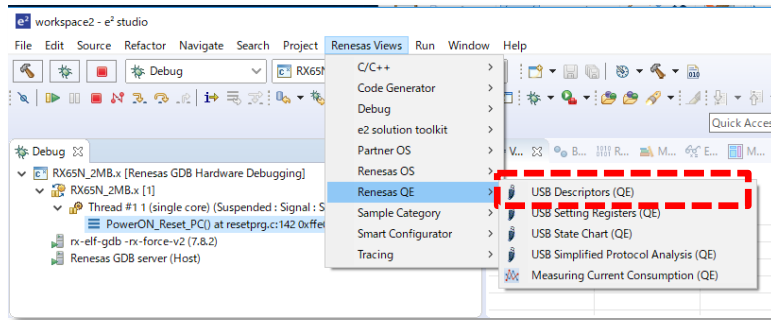 e² workspace2 - e² studio
File Edit Source Refactor Navigate Search Project Renesas Views Run Window Help
Debug
RX65N
Quick Acces
Debug
RX65N_2MB.x [Renesas GDB Hardware Debugging]
RX65N_2MB.x [1]
Thread #1 1 (single core) (Suspended : Signal : S
PowerON_Reset_PC() at resetprg.c:142 0xffe
rx-elf-gdb -rx-force-v2 (7.8.2)
Renesas GDB server (Host)
C/C++
Code Generator
Debug
e2 solution toolkit
Partner OS
Renesas OS
Renesas QE
Sample Category
Smart Configurator
Tracing
V... B... R... M... E... M...
USB Descriptors (QE)
USB Setting Registers (QE)
USB State Chart (QE)
USB Simplified Protocol Analysis (QE)
Measuring Current Consumption (QE)